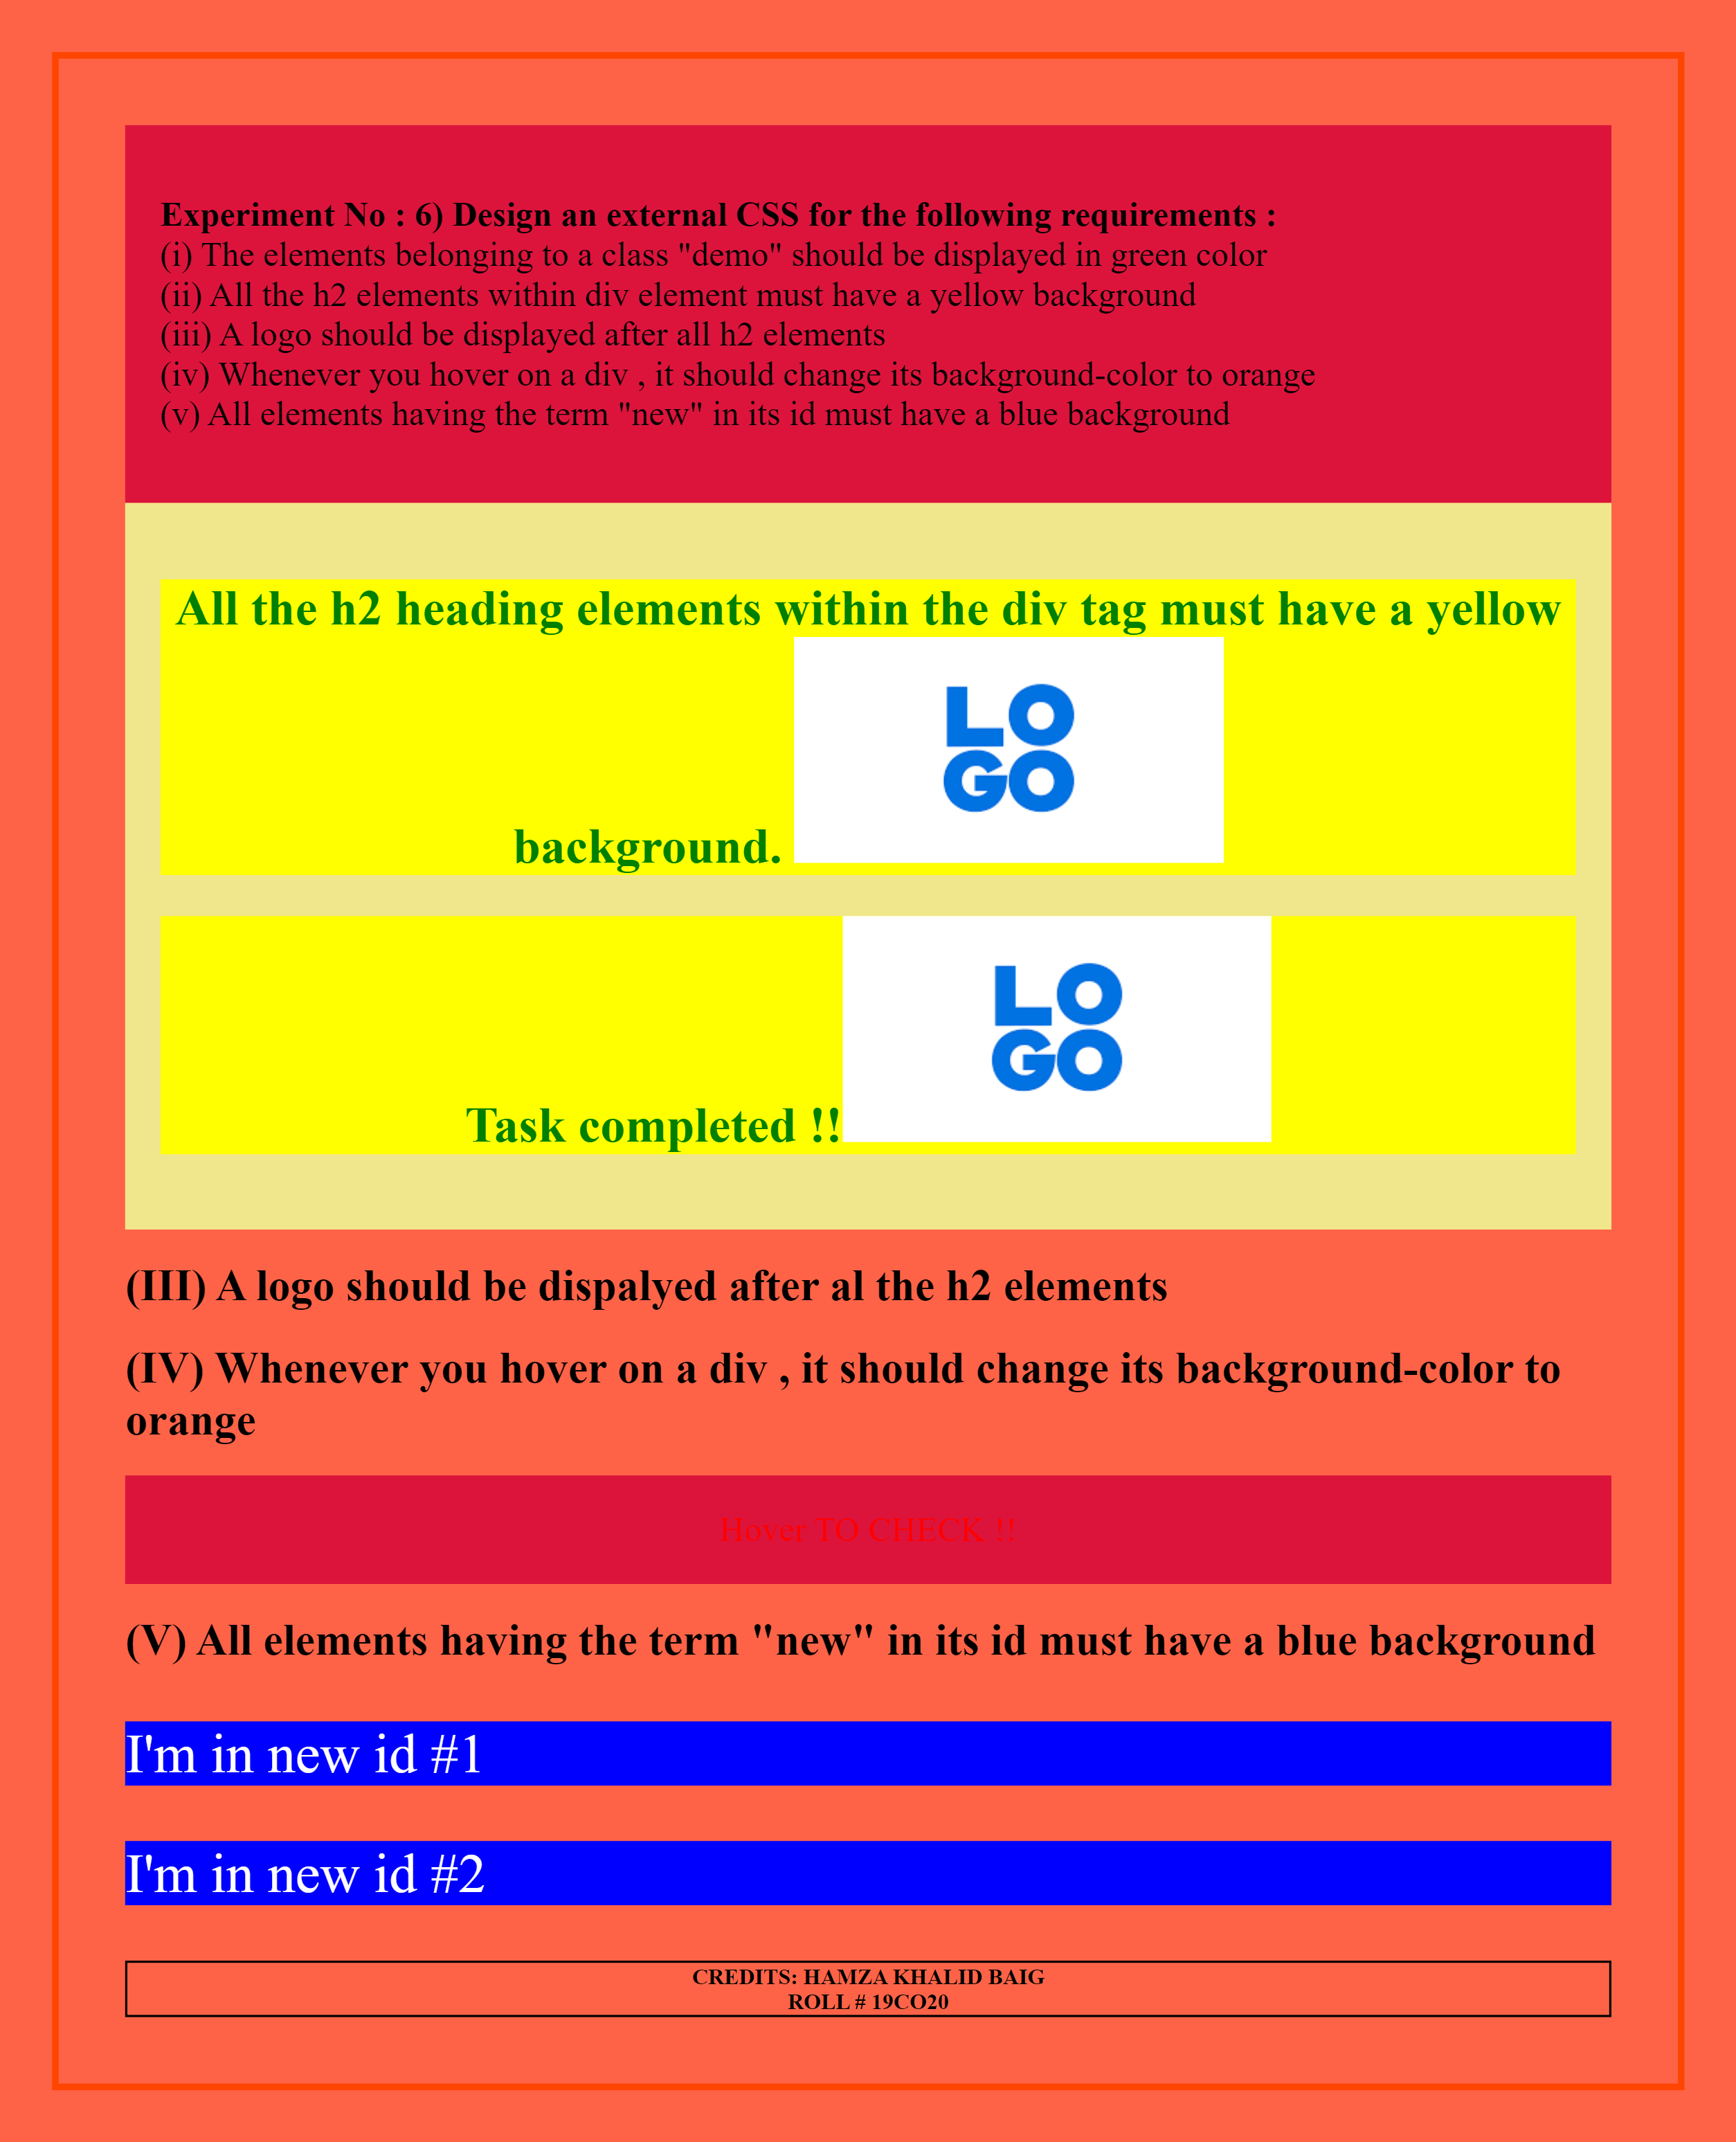 Experiment No : 6) Design an external CSS for the following requirements :
(i) The elements belonging to a class "demo" should be displayed in green color
(ii) All the h2 elements within div element must have a yellow background
(iii) A logo should be displayed after all h2 elements
(iv) Whenever you hover on a div , it should change its background-color to orange
(v) All elements having the term "new" in its id must have a blue background
All the h2 heading elements within the div tag must have a yellow
LO
GO
background.
LO
GO
Task completed !!
(III) A logo should be dispalyed after al the h2 elements
(IV) Whenever you hover on a div , it should change its background-color to
orange
Hover TO CHECK !!
(V) All elements having the term "new" in its id must have a blue background
I'm in new id #1
I'm in new id #2
CREDITS: HAMZA KHALID BAIG
ROLL # 19CO20